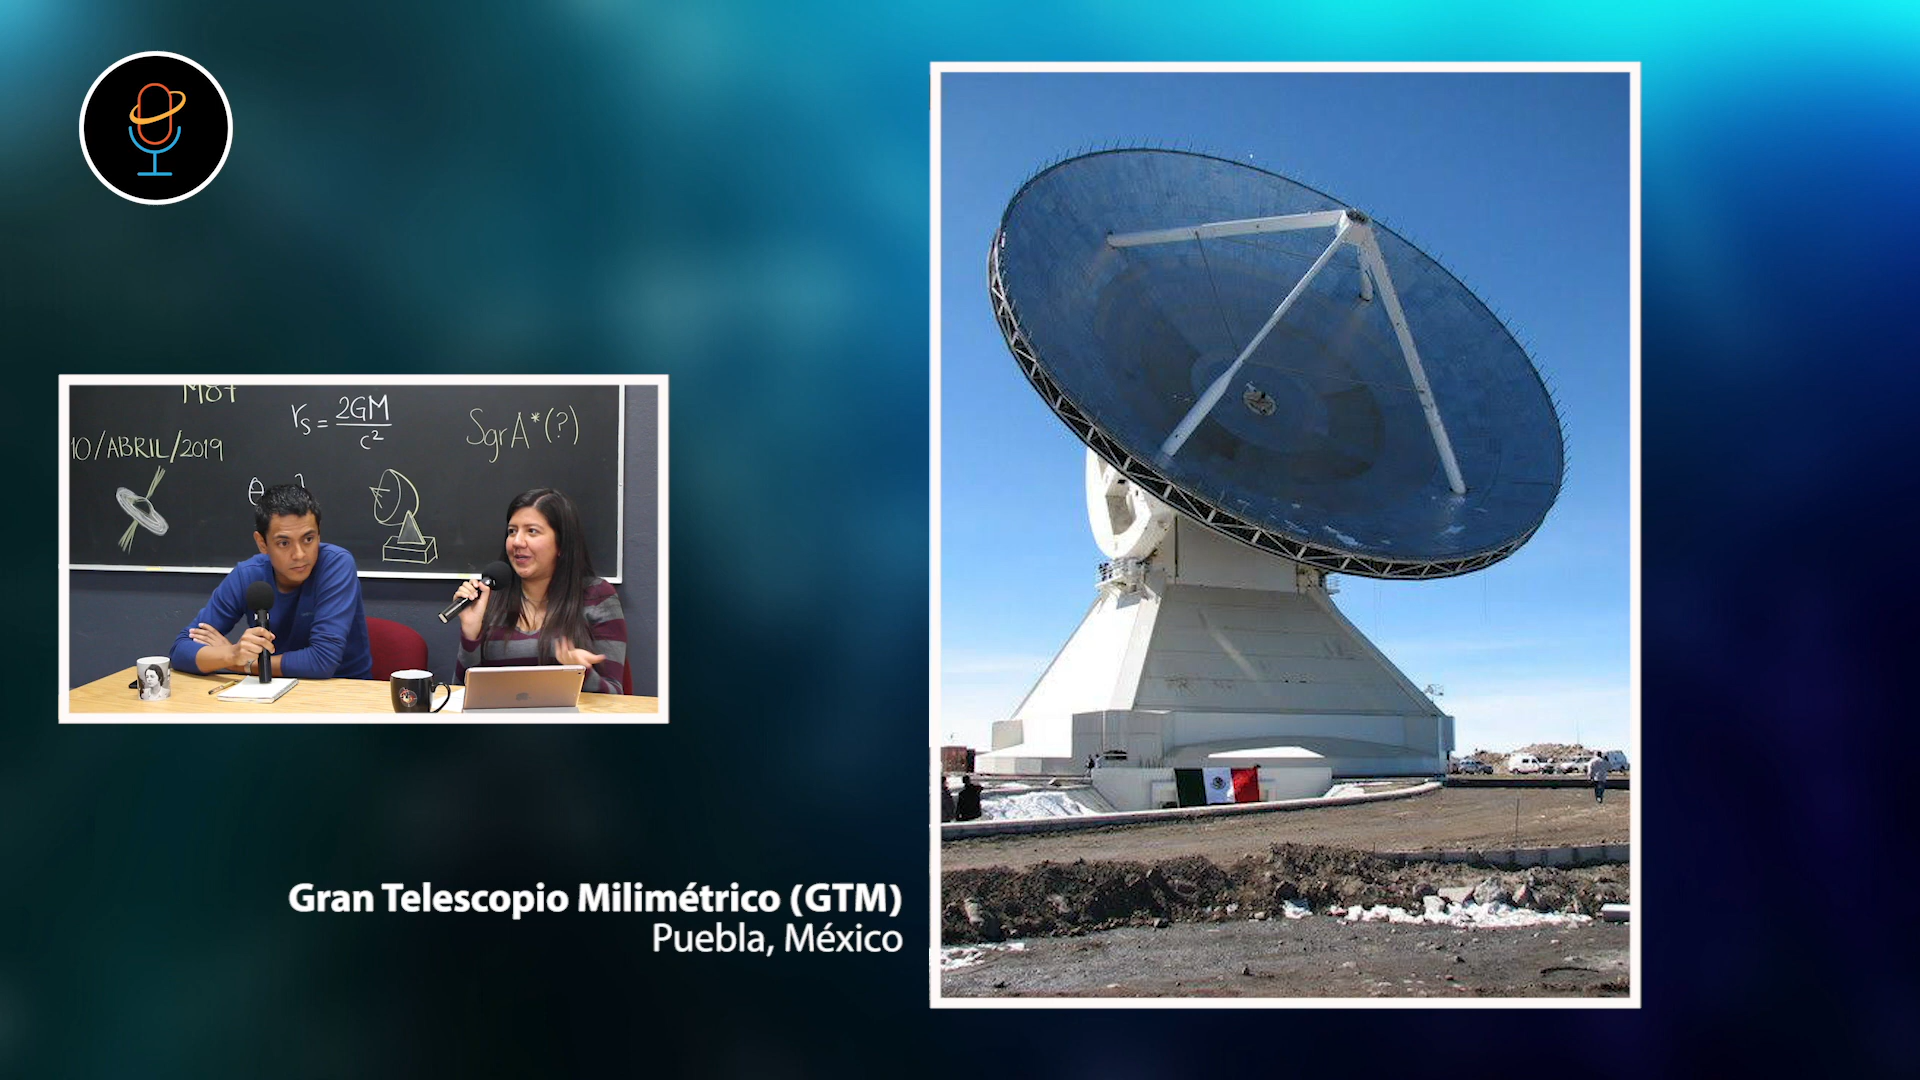 M87
10/ABRIL/2019
rs = 2GM
c²
SgrA*(?)
Gran Telescopio Milimétrico (GTM)
Puebla, México